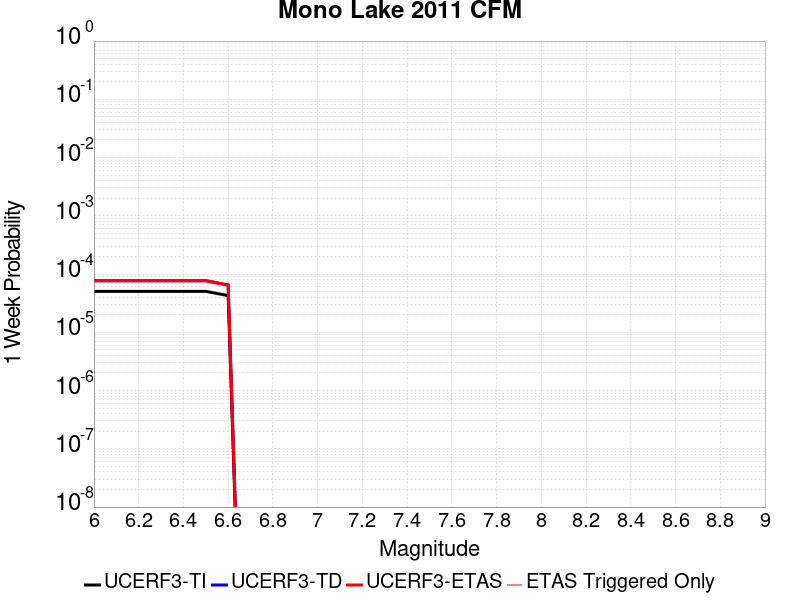 Mono Lake 2011 CFM
10^0
10^-1
10^-2
10^-3
10^-4
10^-5
10^-6
10^-7
10^-8
1 Week Probability
6 6.2 6.4 6.6 6.8 7 7.2 7.4 7.6 7.8 8 8.2 8.4 8.6 8.8 9
Magnitude
UCERF3-TI UCERF3-TD UCERF3-ETAS ETAS Triggered Only